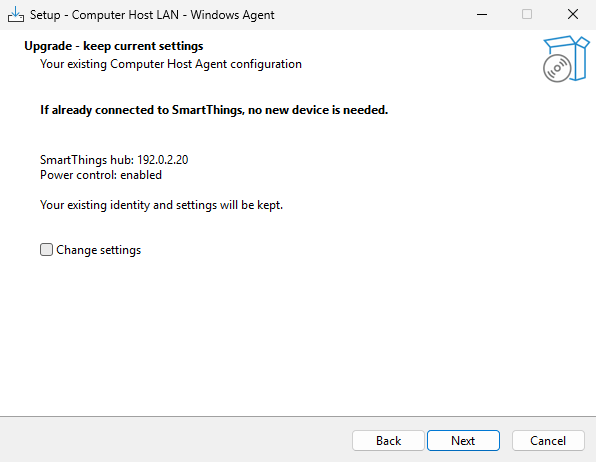 Setup - Computer Host LAN - Windows Agent
Upgrade - keep current settings
Your existing Computer Host Agent configuration
If already connected to SmartThings, no new device is needed.
SmartThings hub: 192.0.2.20
Power control: enabled
Your existing identity and settings will be kept.
Change settings
Back
Next
Cancel